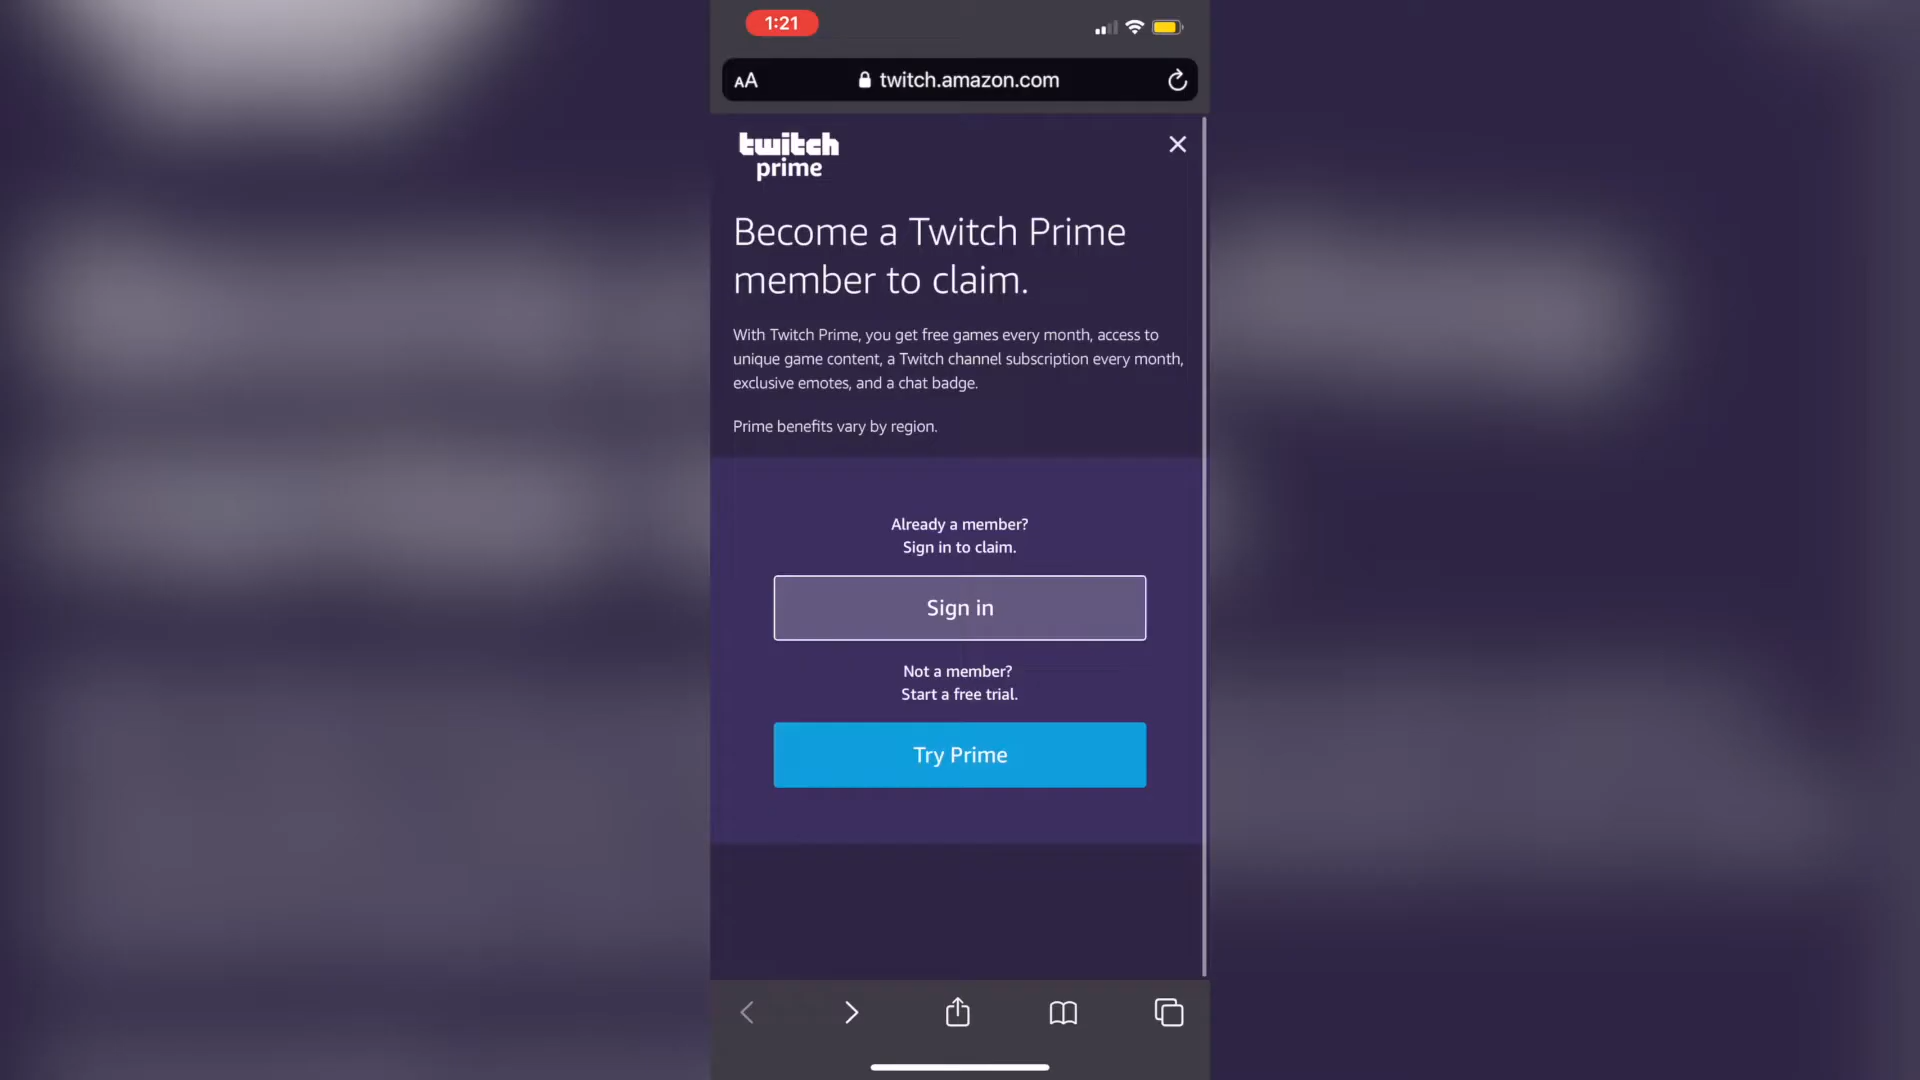 1:21
AA
twitch.amazon.com
twitch
prime
Become a Twitch Prime
member to claim.
With Twitch Prime, you get free games every month, access to
unique game content, a Twitch channel subscription every month,
exclusive emotes, and a chat badge.
Prime benefits vary by region.
Already a member?
Sign in to claim.
Sign in
Not a member?
Start a free trial.
Try Prime